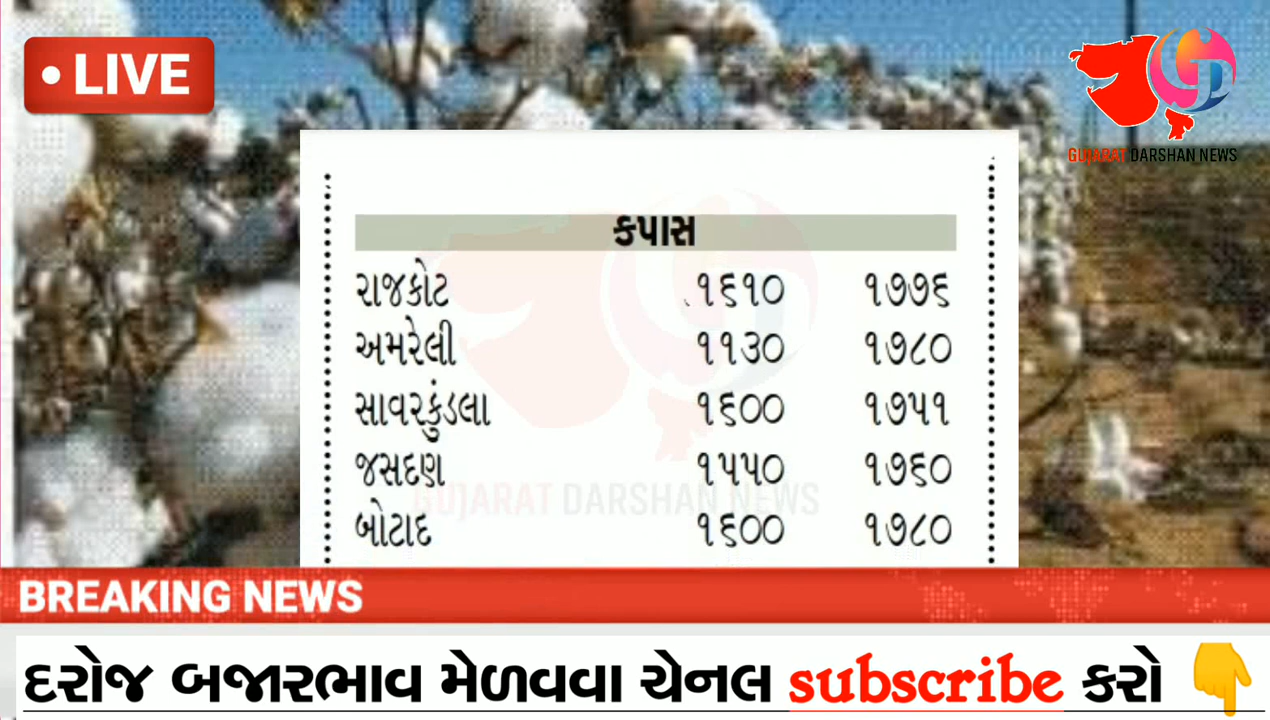 • LIVE
GUJARAT DARSHAN NEWS
કપાસ
રાજકોટ ૧૬૧૦ ૧૭૭૬
અમરેલી ૧૧૩૦ ૧૭૮૦
સાવરકુંડલા ૧૬૦૦ ૧૭૫૧
જસદણ ૧૫૫૦ ૧૭૬૦
GUJARAT DARSHAN NEWS
બોટાદ ૧૬૦૦ ૧૭૮૦
BREAKING NEWS
દરોજ બજારભાવ મેળવવા ચેનલ subscribe કરો 👇